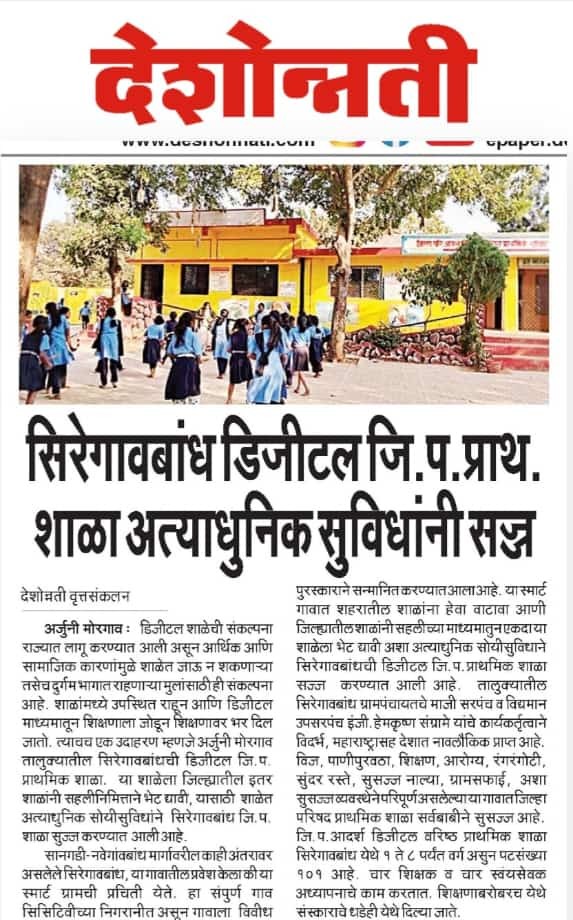 देशोन्नती
www.deshonnati.com
epaper.de
सिरेगावबांध डिजीटल जि.प.प्राथ.
शाळा अत्याधुनिक सुविधांनी सज्ज
देशोन्नती वृत्तसंकलन
अर्जुनी मोरगाव : डिजीटल शाळेची संकल्पना
राज्यात लागू करण्यात आली असून आर्थिक आणि
सामाजिक कारणांमुळे शाळेत जाऊ न शकणाऱ्या
तसेच दुर्गम भागात राहणाऱ्या मुलांसाठी ही संकल्पना
आहे. शाळांमध्ये उपस्थित राहून आणि डिजीटल
माध्यमातून शिक्षणाला जोडून शिक्षणावर भर दिला
जातो. त्याचच एक उदाहरण म्हणजे अर्जुनी मोरगाव
तालुक्यातील सिरेगावबांधची डिजीटल जि. प.
प्राथमिक शाळा. या शाळेला जिल्ह्यातील इतर
शाळांनी सहलीनिमित्ताने भेट द्यावी, यासाठी शाळेत
अत्याधुनिक सोयीसुविधांने सिरेगावबांध जि.प.
शाळा सुज्ज करण्यात आली आहे.
सानगडी-नवेगांवबांध मार्गावरील काही अंतरावर
असलेले सिरेगावबांध, या गावातील प्रवेश केला की या
स्मार्ट ग्रामची प्रचिती येते. हा संपुर्ण गाव
सिसिटिवीच्या निगरानीत असून गावाला विवीध
पुरस्काराने सन्मानित करण्यात आला आहे. या स्मार्ट
गावात शहरातील शाळांना हेवा वाटावा आणी
जिल्ह्यातील शाळांनी सहलीच्या माध्यमातुन एकदा या
शाळेला भेट द्यावी अशा अत्याधुनिक सोयीसुविधाने
सिरेगावबांधची डिजीटल जि.प.प्राथमिक शाळा
सज्ज करण्यात आली आहे. तालुक्यातील
सिरेगावबांध ग्रामपंचायतचे माजी सरपंच व विद्यमान
उपसरपंच इंजी. हेमकृष्ण संग्रामे यांचे कार्यकर्तृत्वाने
विदर्भ, महाराष्ट्रासह देशात नावलौकिक प्राप्त आहे.
विज, पाणीपुरवठा, शिक्षण, आरोग्य, रंगरंगोटी,
सुंदर रस्ते, सुसज्ज नाल्या, ग्रामसफाई, अशा
सुसज्ज व्यवस्थेने परिपूर्ण असलेल्या या गावात जिल्हा
परिषद प्राथमिक शाळा सर्वबाबीने सुसज्ज आहे.
जि.प.आदर्श डिजीटल वरिष्ठ प्राथमिक शाळा
सिरेगावबांध येथे १ ते ८ पर्यंत वर्ग असुन पटसंख्या
१०१ आहे. चार शिक्षक व चार स्वंयसेवक
अध्यापनाचे काम करतात. शिक्षणाबरोबरच येथे
संस्काराचे धडेही येथे दिल्या जाते.